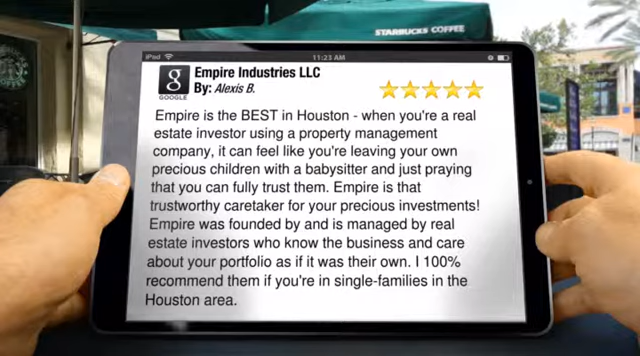 STARBUCKS COFFEE
iPod
11:23 AM
g
GOOGLE
Empire Industries LLC
By: Alexis B.
Empire is the BEST in Houston - when you're a real
estate investor using a property management
company, it can feel like you're leaving your own
precious children with a babysitter and just praying
that you can fully trust them. Empire is that
trustworthy caretaker for your precious investments!
Empire was founded by and is managed by real
estate investors who know the business and care
about your portfolio as if it was their own. I 100%
recommend them if you're in single-families in the
Houston area.